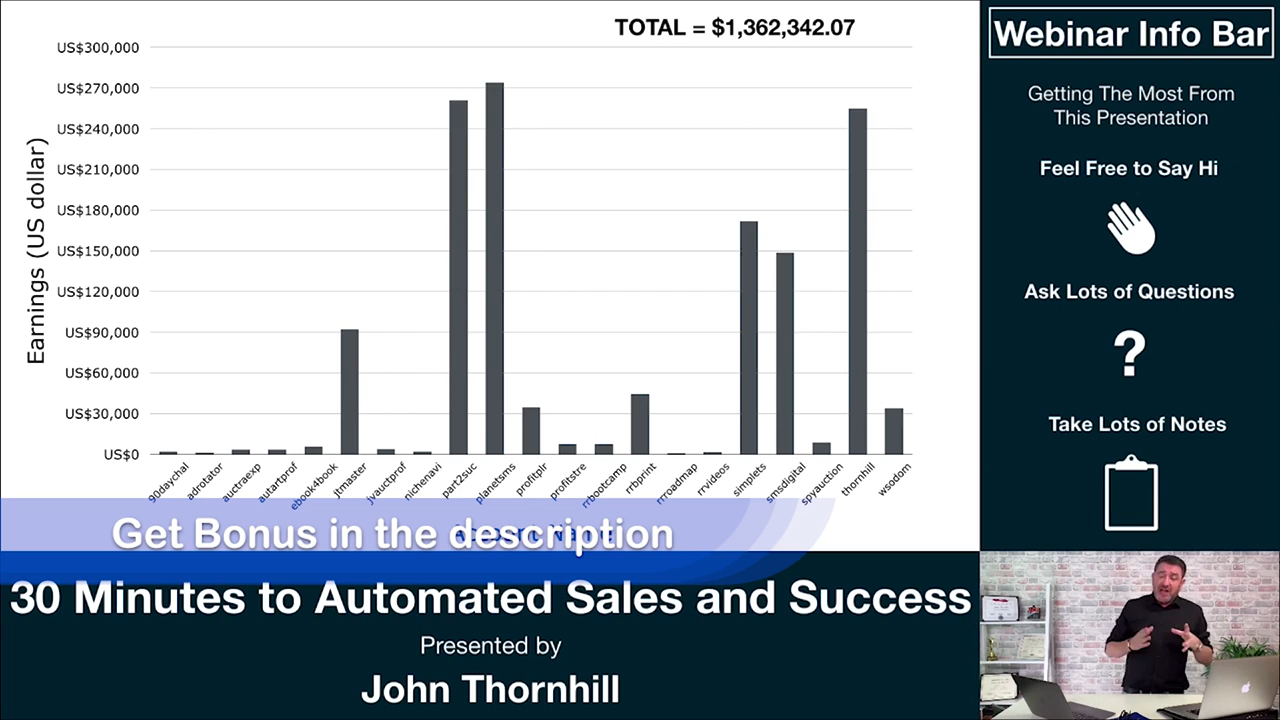 TOTAL = $1,362,342.07
US$300,000
US$270,000
US$240,000
US$210,000
US$180,000
US$150,000
US$120,000
US$90,000
US$60,000
US$30,000
US$0
Earnings (US dollar)
90daychal
adrotator
auctraexp
autartprof
ebook4book
jtmaster
jvauctprof
nichenavi
part2suc
planetsms
profitplr
profitstre
rrbootcamp
rrbprint
rrroadmap
rrvideos
simplets
smsdigital
spyauction
thornhill
wsodom
Get Bonus in the description
30 Minutes to Automated Sales and Success
Presented by
John Thornhill
Webinar Info Bar
Getting The Most From
This Presentation
Feel Free to Say Hi
Ask Lots of Questions
?
Take Lots of Notes